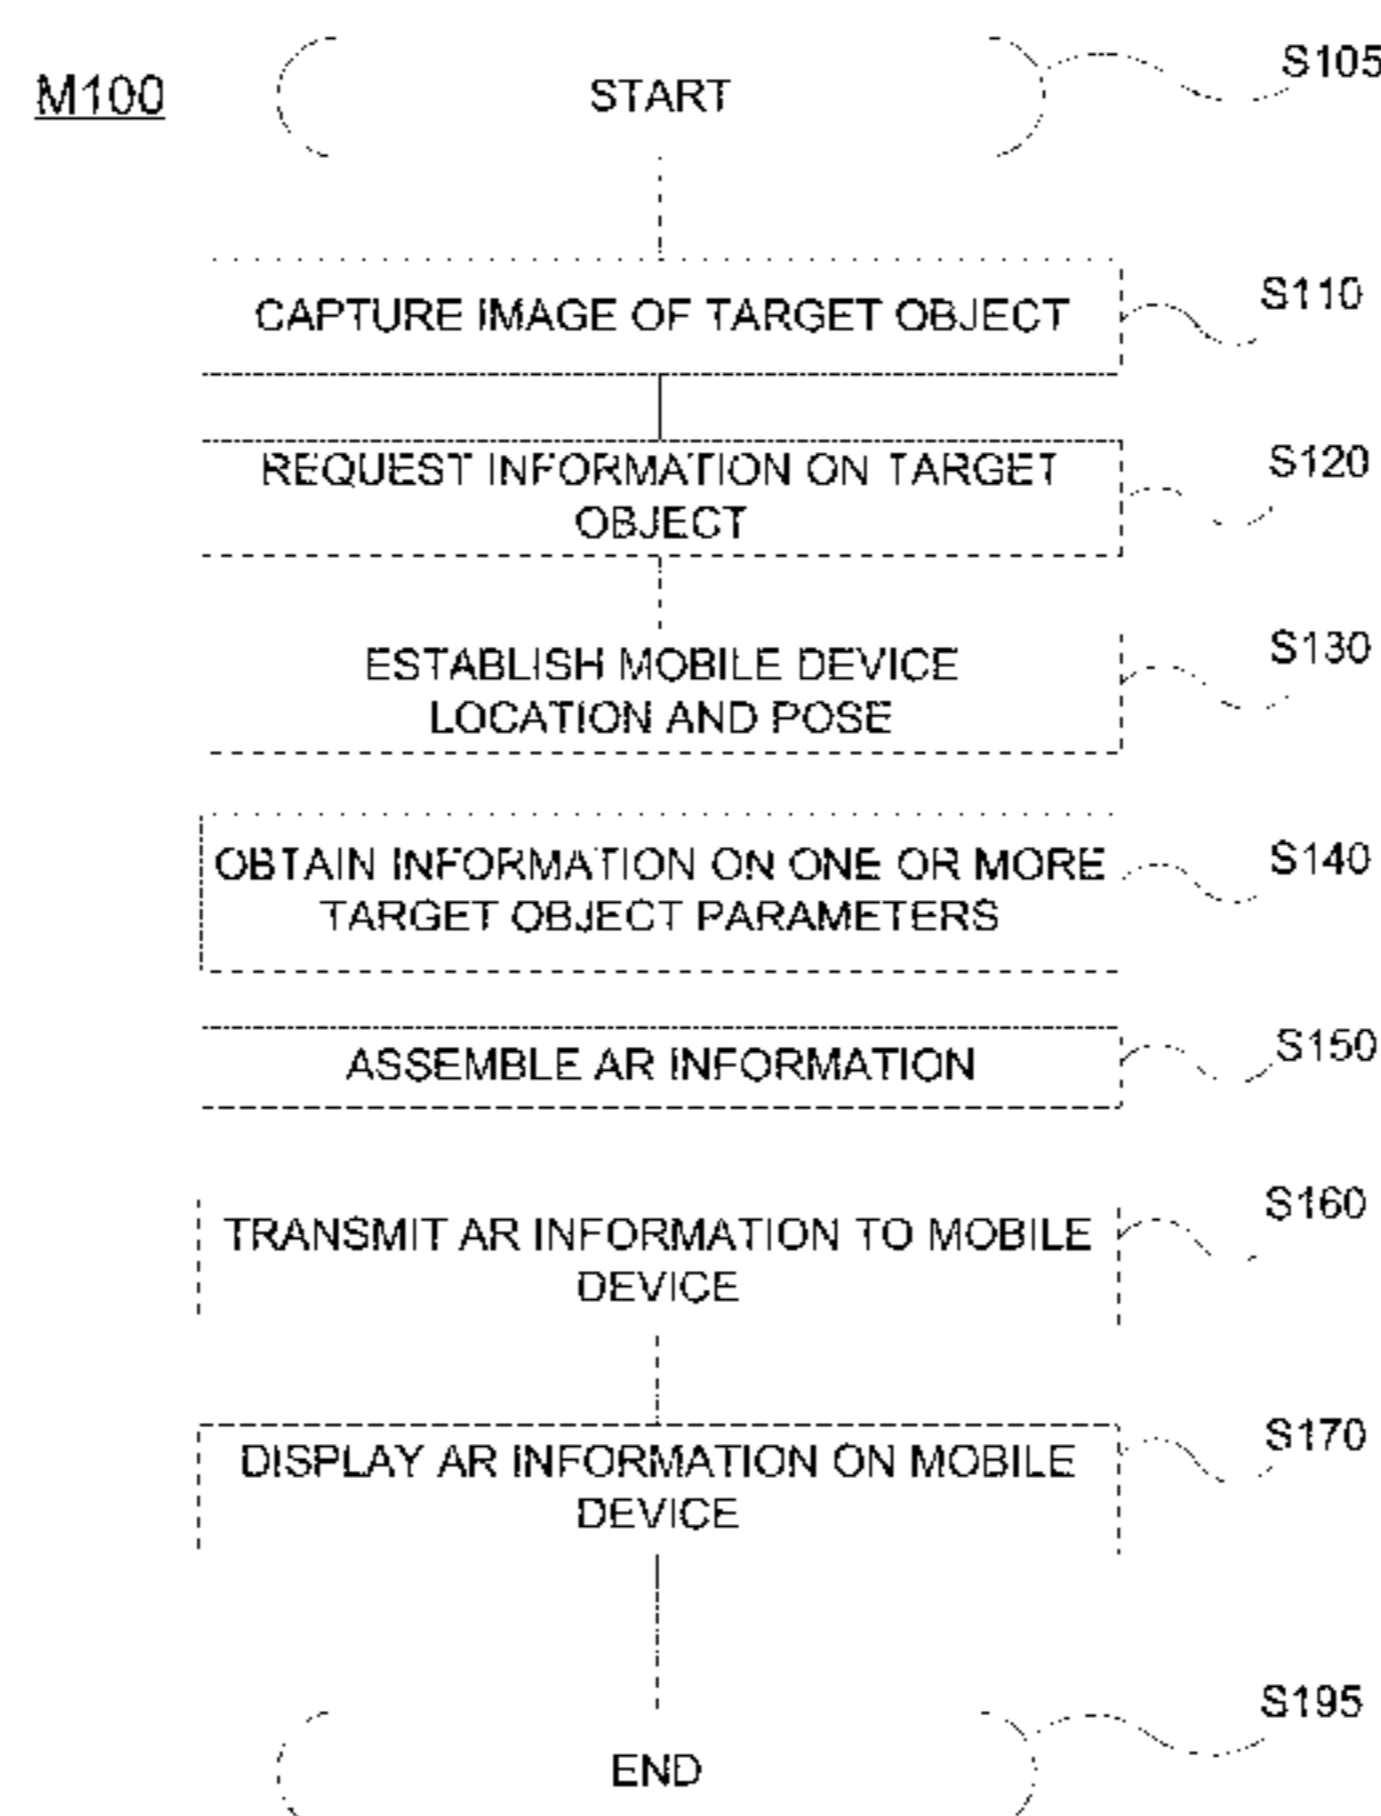 M100
START
S105
CAPTURE IMAGE OF TARGET OBJECT
S110
REQUEST INFORMATION ON TARGET
OBJECT
S120
ESTABLISH MOBILE DEVICE
LOCATION AND POSE
S130
OBTAIN INFORMATION ON ONE OR MORE
TARGET OBJECT PARAMETERS
S140
ASSEMBLE AR INFORMATION
S150
TRANSMIT AR INFORMATION TO MOBILE
DEVICE
S160
DISPLAY AR INFORMATION ON MOBILE
DEVICE
S170
END
S195